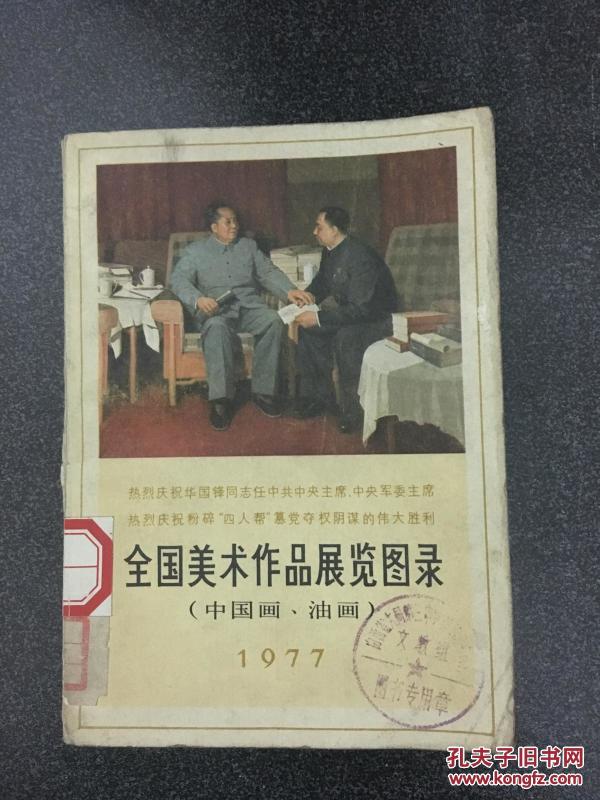 热烈庆祝华国锋同志任中共中央主席、中央军委主席
热烈庆祝粉碎“四人帮”篡党夺权阴谋的伟大胜利
全国美术作品展览图录
（中国画、油画）
1977
文教组
图书专用章
孔夫子旧书网
www.kongfz.com